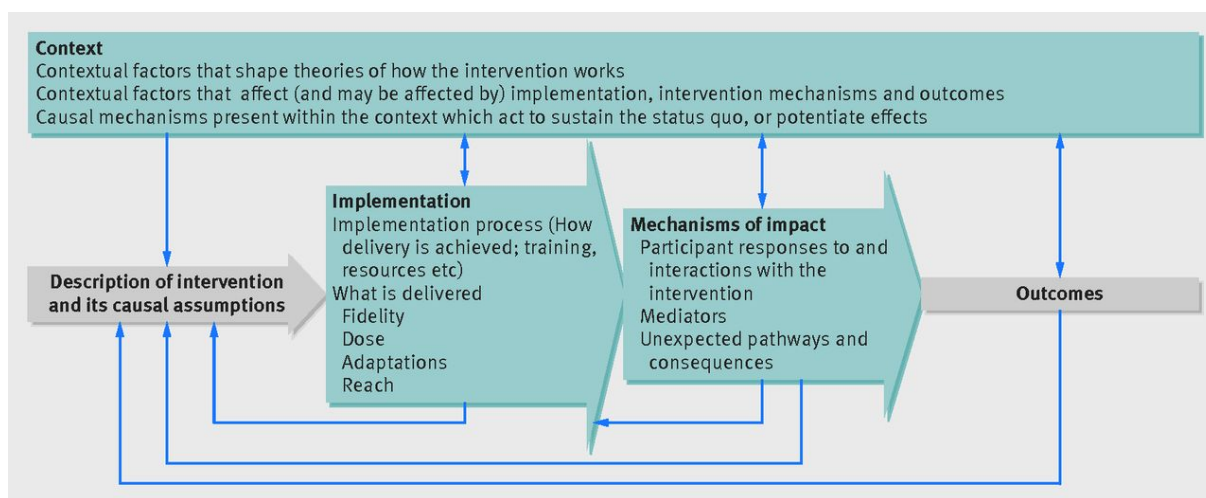 Context
Contextual factors that shape theories of how the intervention works
Contextual factors that affect (and may be affected by) implementation, intervention mechanisms and outcomes
Causal mechanisms present within the context which act to sustain the status quo, or potentiate effects
Description of intervention
and its causal assumptions
Implementation
Implementation process (How
delivery is achieved; training,
resources etc)
What is delivered
Fidelity
Dose
Adaptations
Reach
Mechanisms of impact
Participant responses to and
interactions with the
intervention
Mediators
Unexpected pathways and
consequences
Outcomes